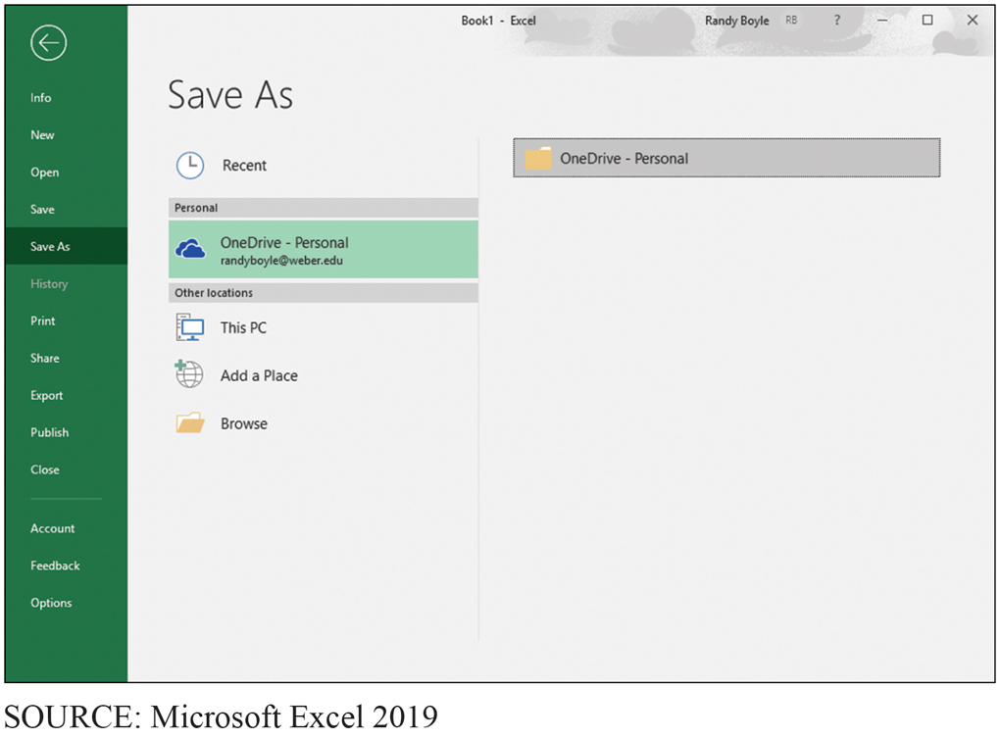 Book1 - Excel
Randy Boyle RB ?
Info
New
Open
Save
Save As
History
Print
Share
Export
Publish
Close
Account
Feedback
Options
Save As
Recent
Personal
OneDrive - Personal
randyboyle@weber.edu
Other locations
This PC
Add a Place
Browse
OneDrive - Personal
SOURCE: Microsoft Excel 2019